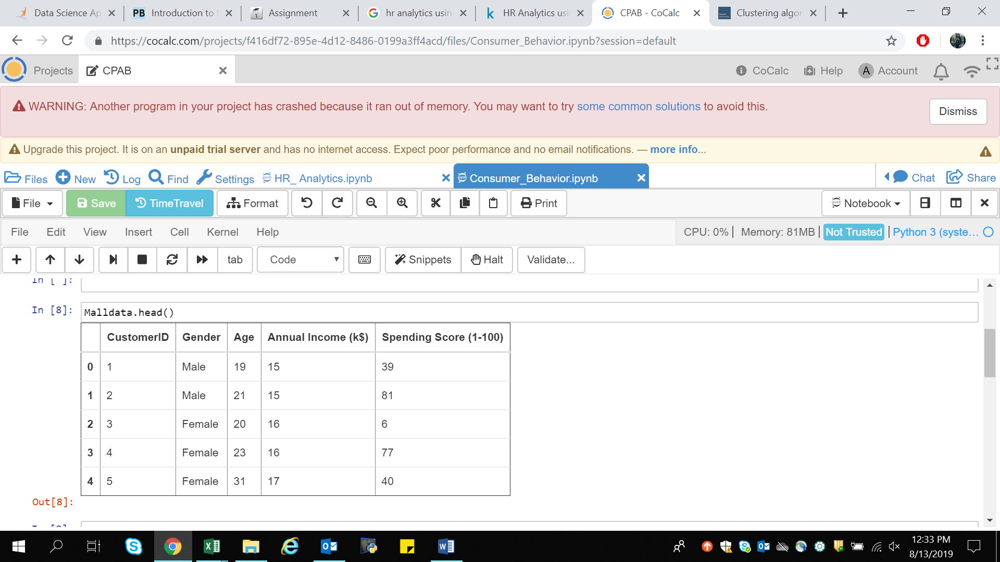 Data Science Ap
PB Introduction to
Assignment
hr analytics usin
HR Analytics usi
CPAB - CoCalc
Clustering algor
https://cocalc.com/projects/f416df72-895e-4d12-8486-0199a3ff4acd/files/Consumer_Behavior.ipynb?session=default
Projects CPAB CoCalc Help A Account
WARNING: Another program in your project has crashed because it ran out of memory. You may want to try some common solutions to avoid this.
Dismiss
Upgrade this project. It is on an unpaid trial server and has no internet access. Expect poor performance and no email notifications. — more info...
Files New Log Find Settings HR_ Analytics.ipynb Consumer_Behavior.ipynb Chat Share
File Save TimeTravel Format Print Notebook
File Edit View Insert Cell Kernel Help CPU: 0% Memory: 81MB Not Trusted Python 3 (syste...
tab Code Snippets Halt Validate...
In [ ]:
In [8]: Malldata.head()
CustomerID Gender Age Annual Income (k$) Spending Score (1-100)
0 1 Male 19 15 39
1 2 Male 21 15 81
2 3 Female 20 16 6
3 4 Female 23 16 77
4 5 Female 31 17 40
Out[8]:
12:33 PM
8/13/2019